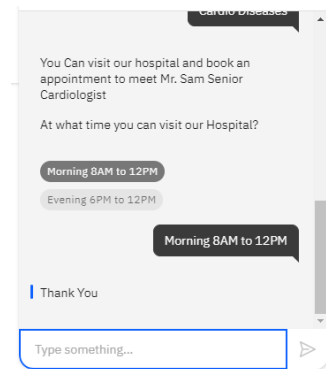 Cardio Diseases
You Can visit our hospital and book an
appointment to meet Mr. Sam Senior
Cardiologist
At what time you can visit our Hospital?
Morning 8AM to 12PM
Evening 6PM to 12PM
Morning 8AM to 12PM
Thank You
Type something...